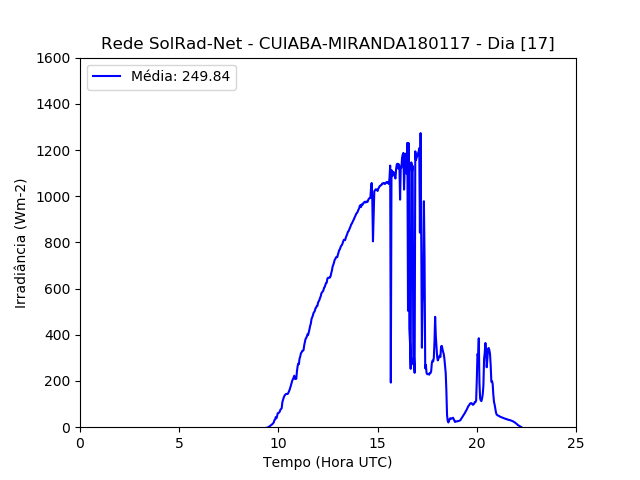 Rede SolRad-Net - CUIABA-MIRANDA180117 - Dia [17]
Média: 249.84
1600
1400
1200
1000
800
600
400
200
0
Irradiância (Wm-2)
0 5 10 15 20 25
Tempo (Hora UTC)